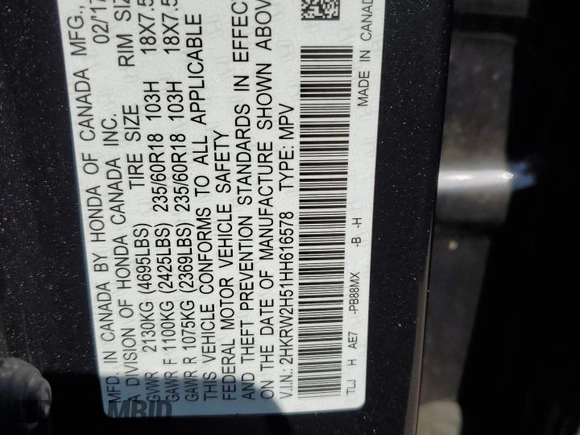 MFD. IN CANADA BY HONDA OF CANADA MFG.,
A DIVISION OF HONDA CANADA INC. 02/17
TIRE SIZE RIM SIZE
GVWR 2130KG (4695LBS)
GAWR F 1100KG (2425LBS) 235/60R18 103H 18X7.5
GAWR R 1075KG (2369LBS) 235/60R18 103H 18X7.5
THIS VEHICLE CONFORMS TO ALL APPLICABLE
FEDERAL MOTOR VEHICLE SAFETY
AND THEFT PREVENTION STANDARDS IN EFFECT
ON THE DATE OF MANUFACTURE SHOWN ABOV
V.I.N.: 2HKRW2H51HH616578 TYPE: MPV
TLJ H AE7 -PB88MX -B -H MADE IN CANAD